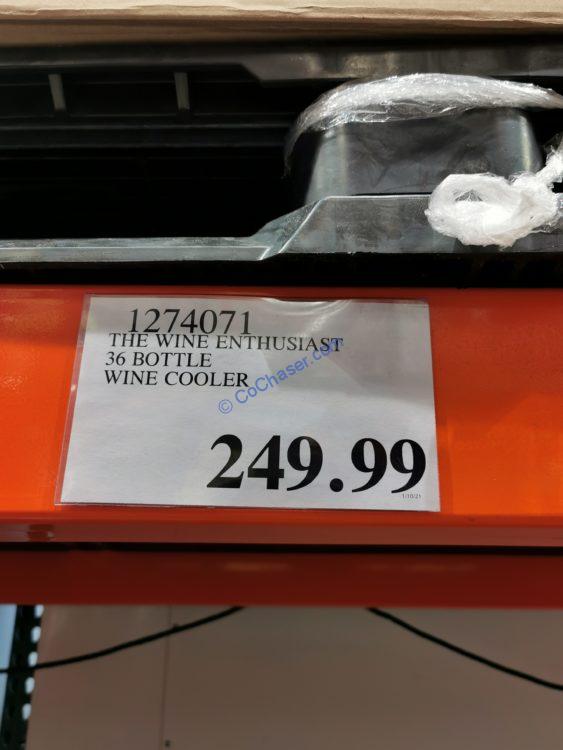 1274071
THE WINE ENTHUSIAST
36 BOTTLE
WINE COOLER
© CoChaser.com
249.99
1/10/21